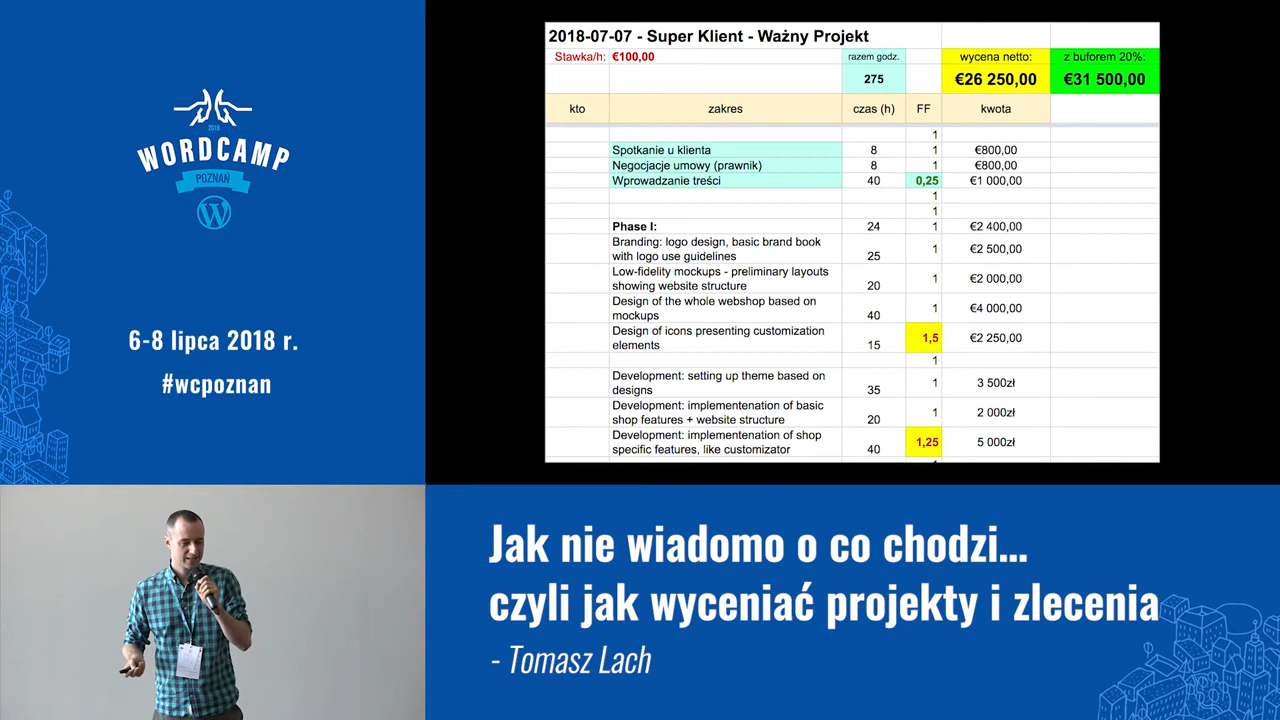 2018
WORDCAMP
POZNAŃ
6-8 lipca 2018 r.
#wcpoznan
2018-07-07 - Super Klient - Ważny Projekt
Stawka/h: €100,00 razem godz. wycena netto: z buforem 20%:
275 €26 250,00 €31 500,00
kto zakres czas (h) FF kwota
1
Spotkanie u klienta 8 1 €800,00
Negocjacje umowy (prawnik) 8 1 €800,00
Wprowadzanie treści 40 0,25 €1 000,00
1
1
Phase I: 24 1 €2 400,00
Branding: logo design, basic brand book
with logo use guidelines 25 1 €2 500,00
Low-fidelity mockups - preliminary layouts
showing website structure 20 1 €2 000,00
Design of the whole webshop based on
mockups 40 1 €4 000,00
Design of icons presenting customization
elements 15 1,5 €2 250,00
1
Development: setting up theme based on
designs 35 1 3 500zł
Development: implementenation of basic
shop features + website structure 20 1 2 000zł
Development: implementenation of shop
specific features, like customizator 40 1,25 5 000zł
Jak nie wiadomo o co chodzi...
czyli jak wyceniać projekty i zlecenia
- Tomasz Lach